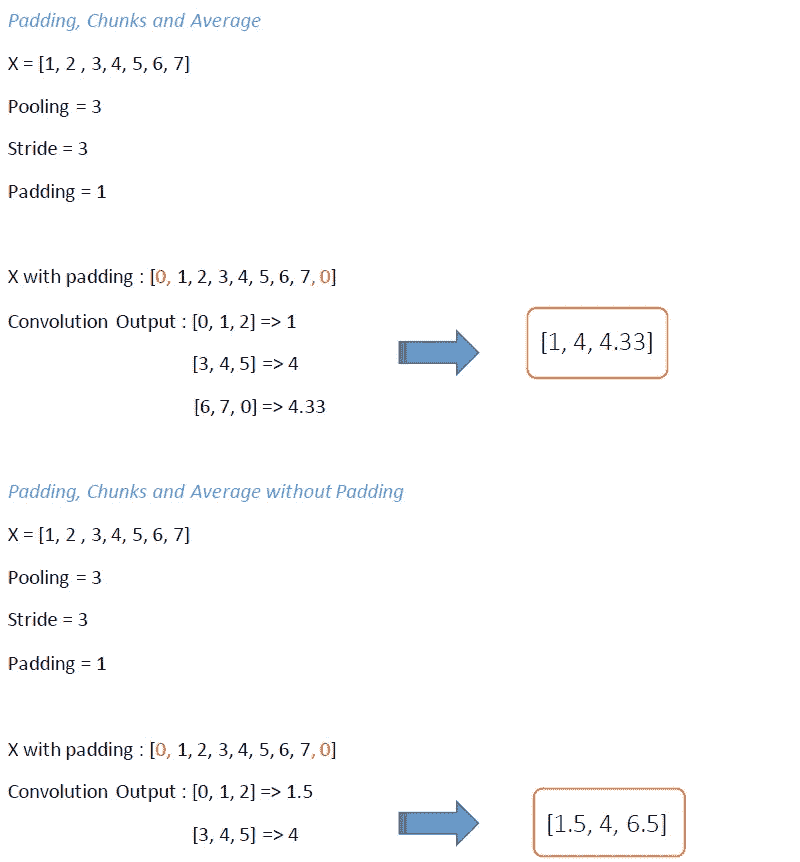 Padding, Chunks and Average
X = [1, 2 , 3, 4, 5, 6, 7]
Pooling = 3
Stride = 3
Padding = 1
X with padding : [0, 1, 2, 3, 4, 5, 6, 7, 0]
Convolution Output : [0, 1, 2] => 1
[3, 4, 5] => 4
[6, 7, 0] => 4.33
[1, 4, 4.33]
Padding, Chunks and Average without Padding
X = [1, 2 , 3, 4, 5, 6, 7]
Pooling = 3
Stride = 3
Padding = 1
X with padding : [0, 1, 2, 3, 4, 5, 6, 7, 0]
Convolution Output : [0, 1, 2] => 1.5
[3, 4, 5] => 4
[1.5, 4, 6.5]